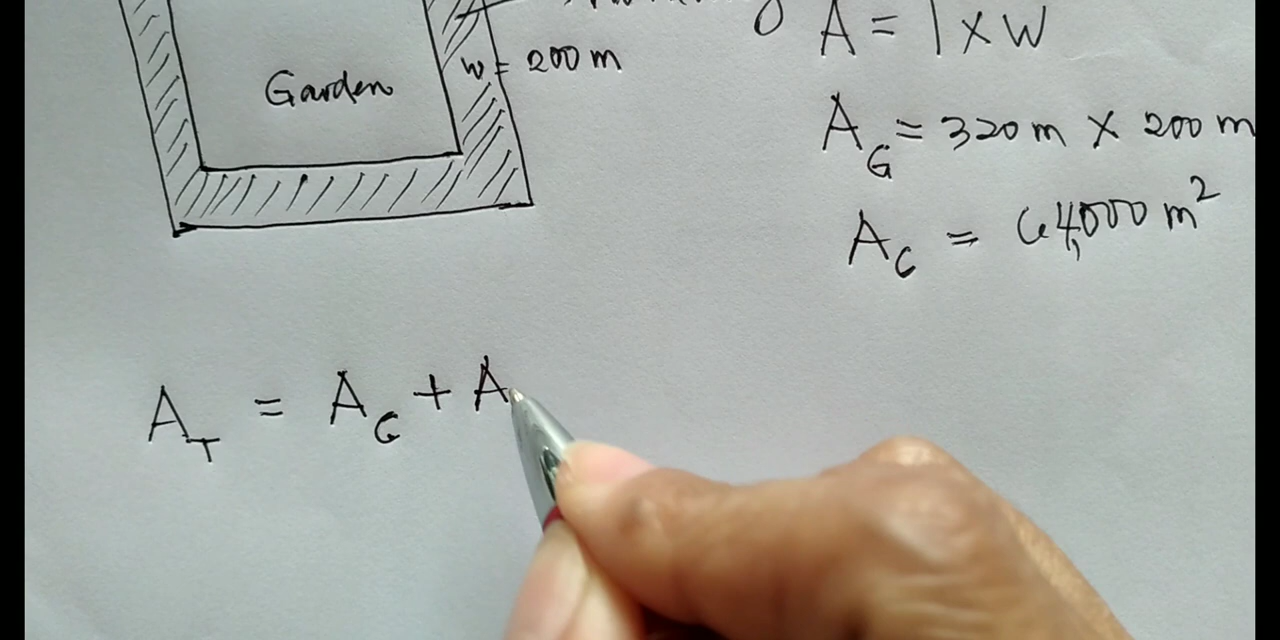 Garden
w = 200 m
A = l x w
A_G = 320 m x 200 m
A_G = 64,000 m²
A_T = A_G + A